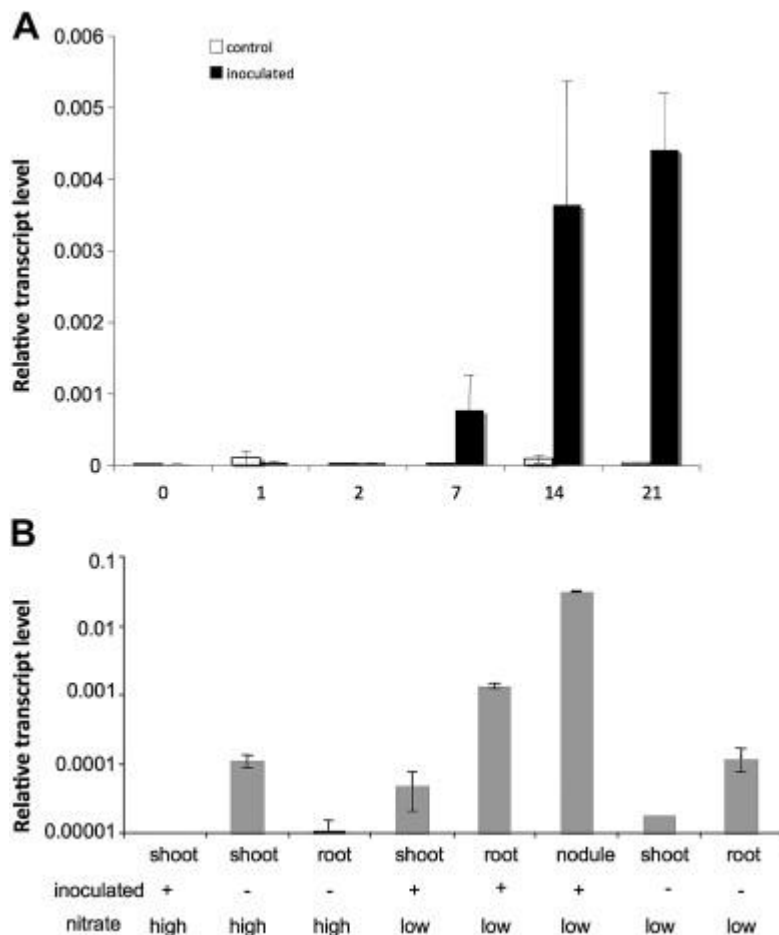 A
0.006
control
inoculated
0.005
0.004
0.003
0.002
0.001
0
Relative transcript level
0 1 2 7 14 21
B
0.1
0.01
0.001
0.0001
0.00001
Relative transcript level
shoot shoot root shoot root nodule shoot root
inoculated + - - + + + - -
nitrate high high high low low low low low